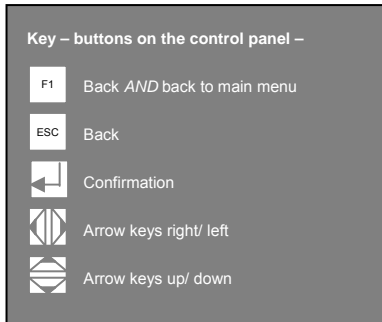 Key – buttons on the control panel –
F1 Back AND back to main menu
ESC Back
Confirmation
Arrow keys right/ left
Arrow keys up/ down